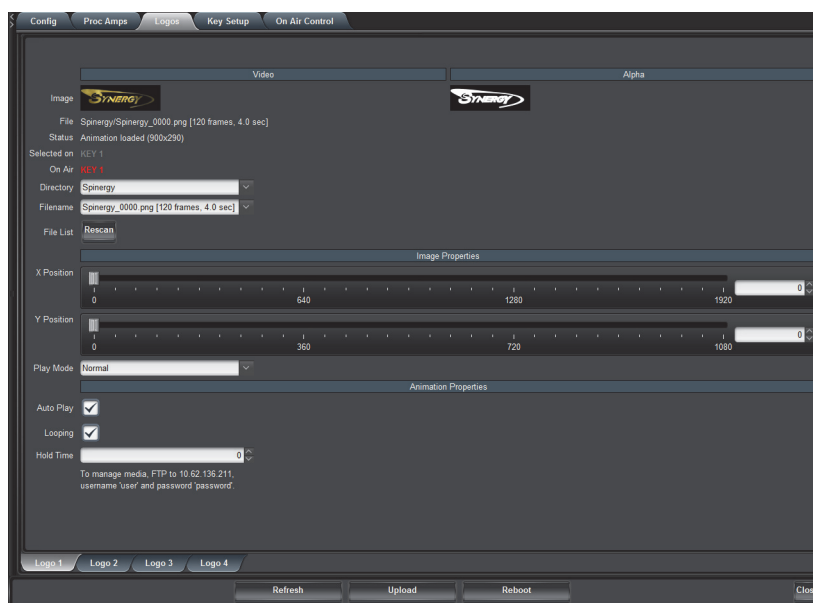 Config Proc Amps Logos Key Setup On Air Control
Video Alpha
Image SYNERGY SYNERGY
File Spinergy/Spinergy_0000.png [120 frames, 4.0 sec]
Status Animation loaded (900x290)
Selected on KEY 1
On Air KEY 1
Directory Spinergy
Filename Spinergy_0000.png [120 frames, 4.0 sec]
File List Rescan
Image Properties
X Position 0
0 640 1280 1920
Y Position 0
0 360 720 1080
Play Mode Normal
Animation Properties
Auto Play
Looping
Hold Time 0
To manage media, FTP to 10.62.136.211,
username 'user' and password 'password'.
Logo 1 Logo 2 Logo 3 Logo 4
Refresh Upload Reboot Clos